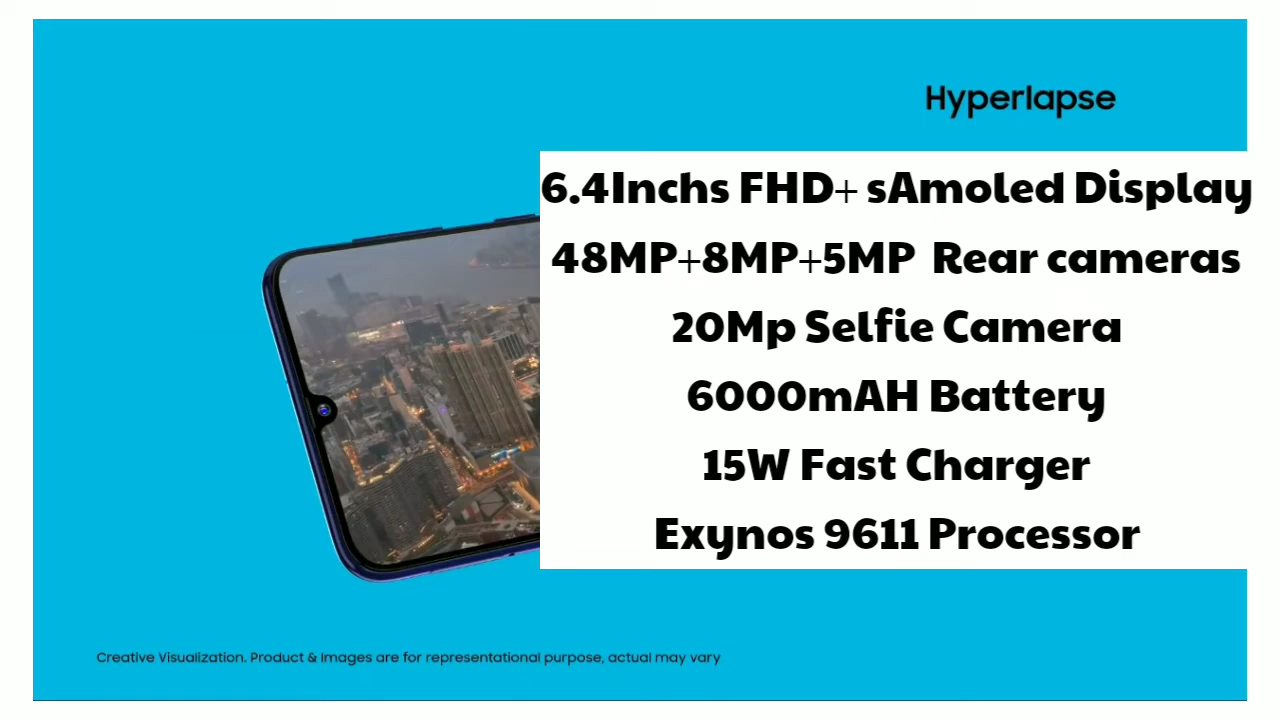 Hyperlapse
6.4Inchs FHD+ sAmoled Display
48MP+8MP+5MP Rear cameras
20Mp Selfie Camera
6000mAH Battery
15W Fast Charger
Exynos 9611 Processor
Creative Visualization. Product & Images are for representational purpose, actual may vary